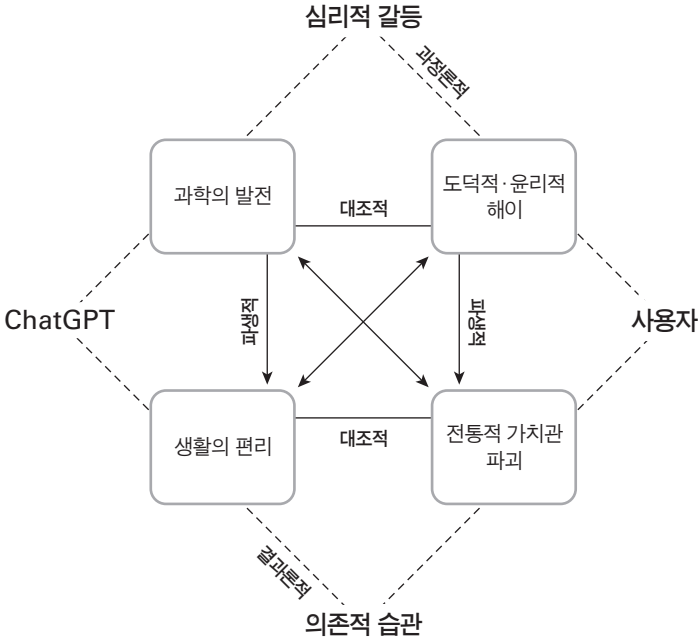 심리적 갈등
과정론적
과학의 발전
도덕적·윤리적
해이
대조적
ChatGPT
파생적
파생적
사용자
생활의 편리
전통적 가치관
파괴
대조적
결과론적
의존적 습관